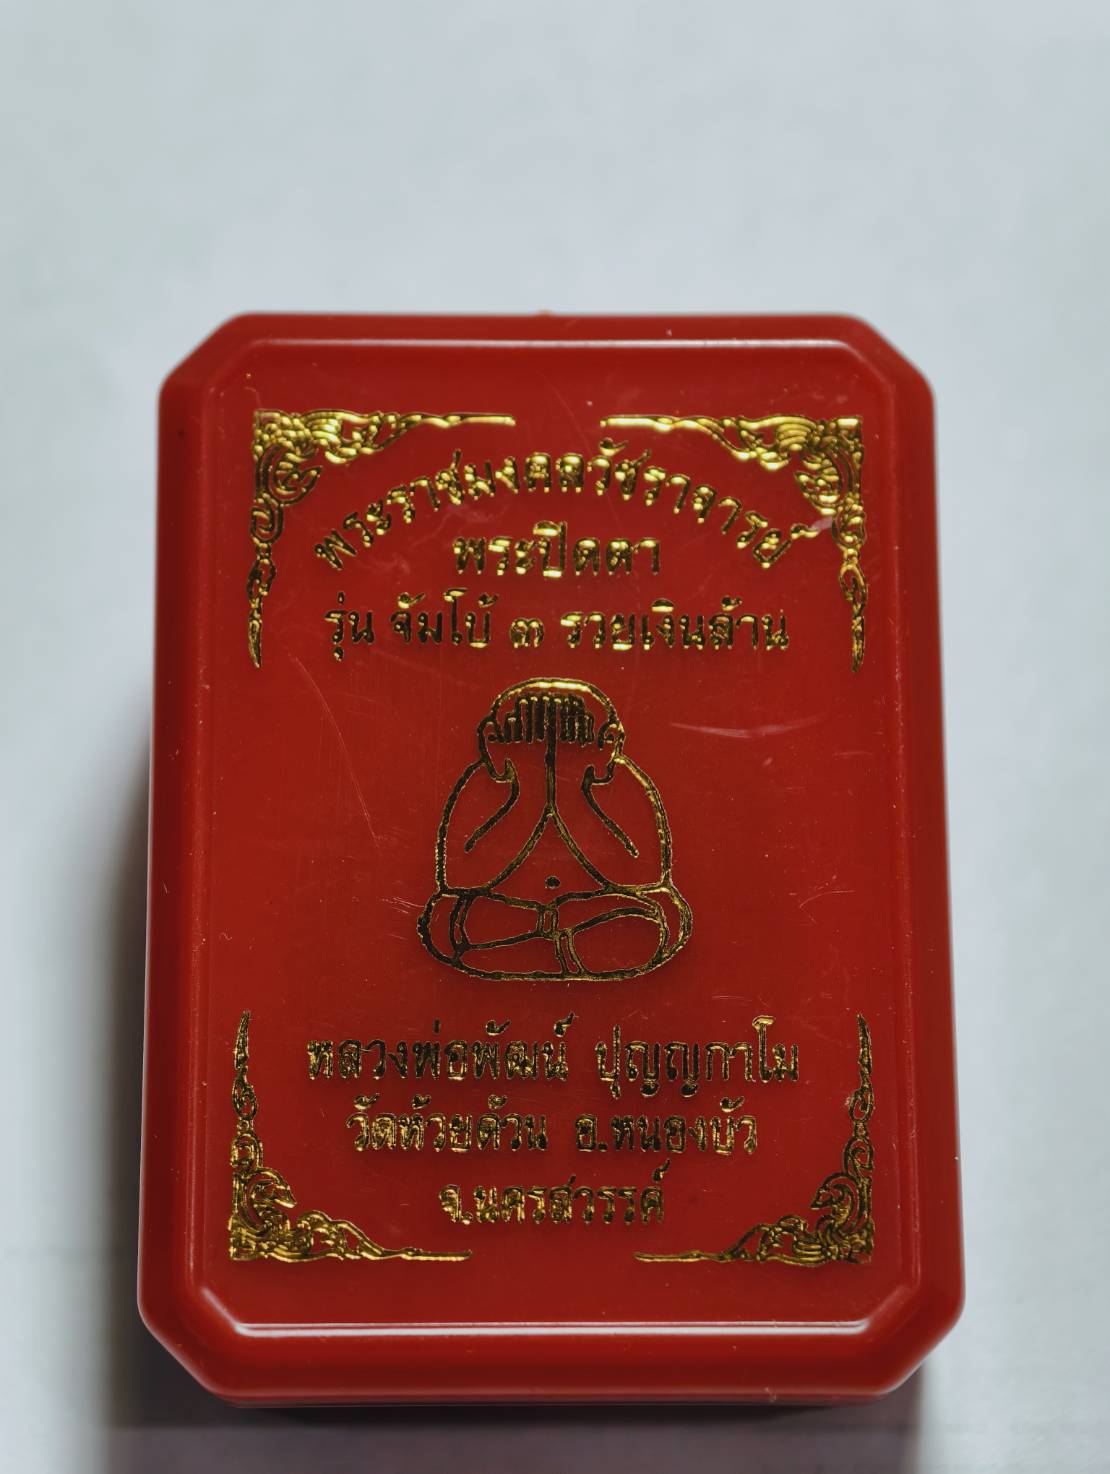 พระราชมงคลวัชราจารย์
พระปิดตา
รุ่น จัมโบ้ ๓ รวยเงินล้าน
หลวงพ่อพัฒน์ ปุญญกาโม
วัดห้วยด้วน อ.หนองบัว
จ.นครสวรรค์